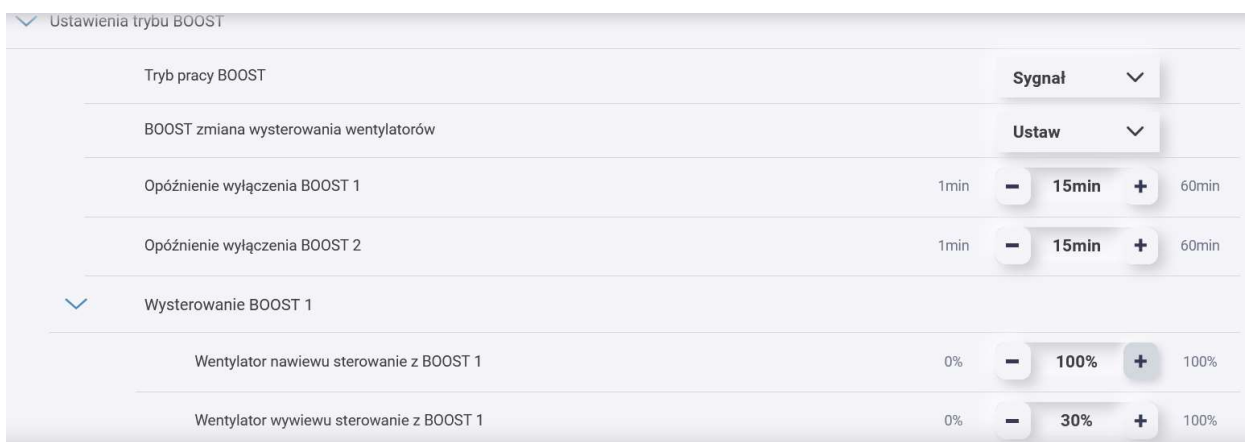 Ustawienia trybu BOOST
Tryb pracy BOOST Sygnał
BOOST zmiana wysterowania wentylatorów Ustaw
Opóźnienie wyłączenia BOOST 1 1min − 15min + 60min
Opóźnienie wyłączenia BOOST 2 1min − 15min + 60min
Wysterowanie BOOST 1
Wentylator nawiewu sterowanie z BOOST 1 0% − 100% + 100%
Wentylator wywiewu sterowanie z BOOST 1 0% − 30% + 100%